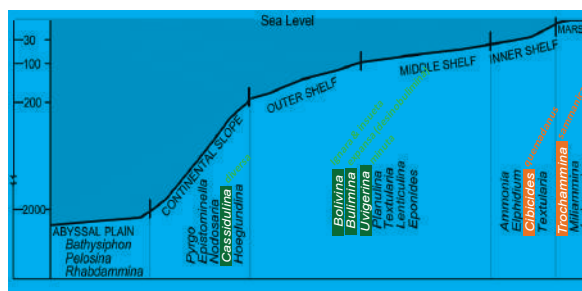 Sea Level
30
100
200
2000
MARS
INNER SHELF
MIDDLE SHELF
OUTER SHELF
CONTINENTAL SLOPE
ABYSSAL PLAIN
Bathysiphon
Pelosina
Rhabdammina
Pyrgo
Epistominella
Nodosaria
Cassidulina
Hoeglundina
Bolivina
Bulimina
Uvigerina
Planulina
Textularia
Lenticulina
Eponides
Ammonia
Elphidium
Cibicides
Textularia
Trochammina
Miliammina